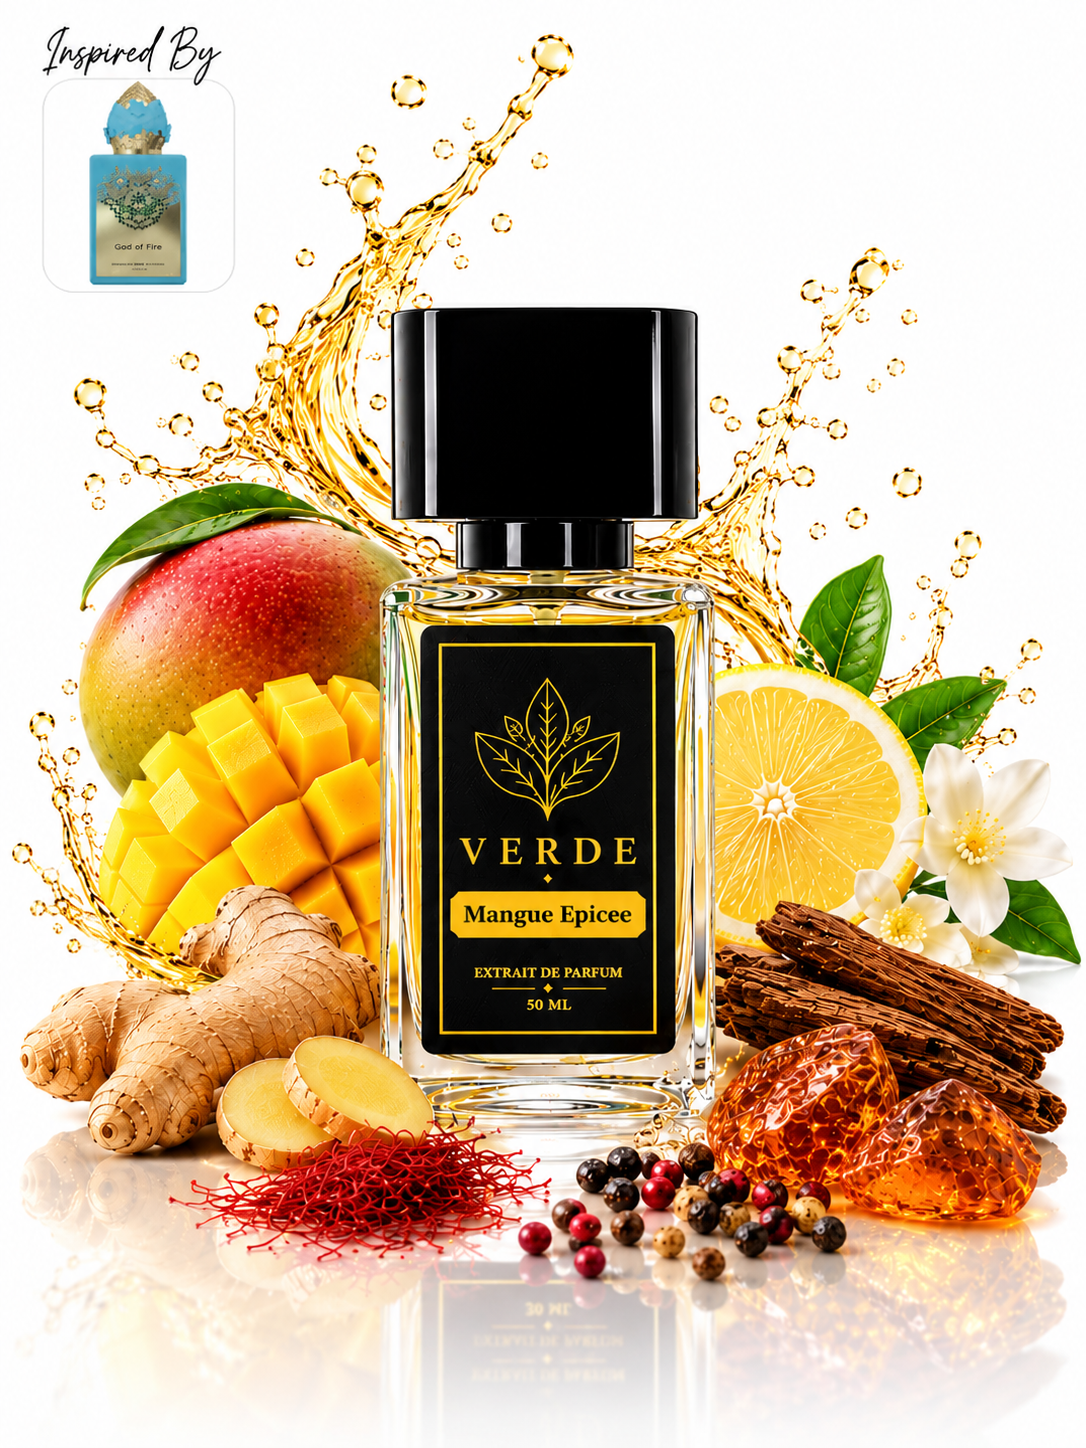 Inspired By
God of Fire
VERDE
Mangue Epicee
EXTRAIT DE PARFUM
50 ML